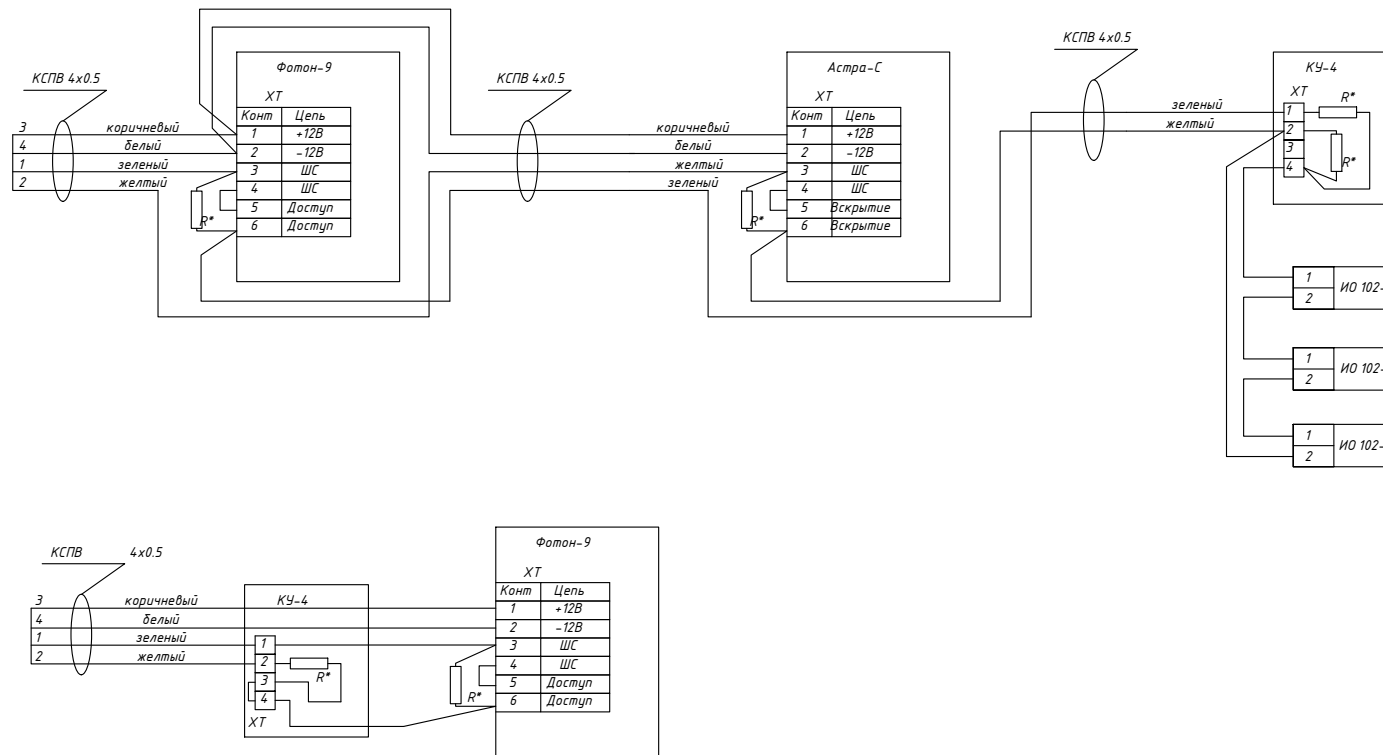 КСПВ 4х0.5
3
коричневый
4
белый
1
зеленый
2
желтый
Фотон-9
XT
Конт Цепь
1 +12В
2 -12В
3 ШС
4 ШС
5 Доступ
6 Доступ
R*
КСПВ 4х0.5
коричневый
белый
желтый
зеленый
Астра-С
XT
Конт Цепь
1 +12В
2 -12В
3 ШС
4 ШС
5 Вскрытие
6 Вскрытие
R*
КСПВ 4х0.5
зеленый
желтый
КУ-4
XT
1
2
3
4
R*
R*
1
2
ИО 102-
1
2
ИО 102-
1
2
ИО 102-
КСПВ 4х0.5
3
коричневый
4
белый
1
зеленый
2
желтый
КУ-4
1
2
3
4
R*
XT
Фотон-9
XT
Конт Цепь
1 +12В
2 -12В
3 ШС
4 ШС
5 Доступ
6 Доступ
R*